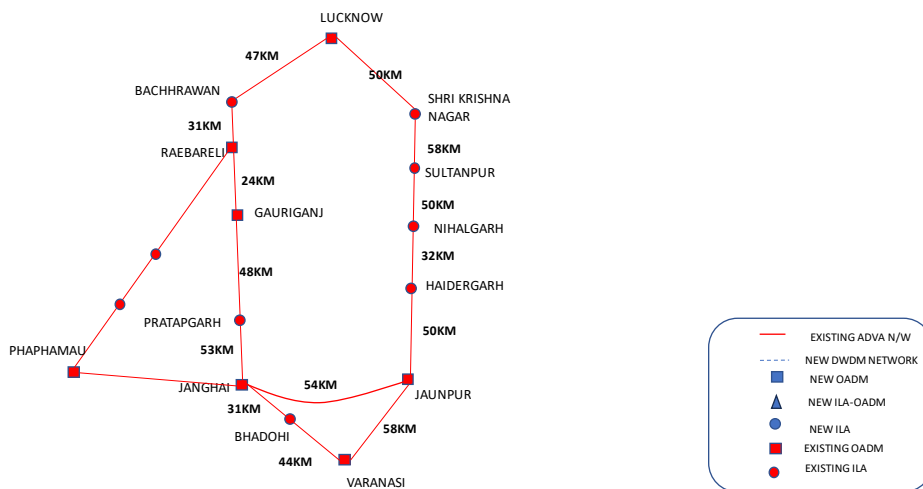 LUCKNOW
47KM
50KM
BACHHRAWAN
SHRI KRISHNA
NAGAR
31KM
RAEBARELI
58KM
SULTANPUR
24KM
50KM
GAURIGANJ
NIHALGARH
32KM
48KM
HAIDERGARH
PRATAPGARH
50KM
53KM
PHAPHAMAU
JANGHAI
54KM
JAUNPUR
31KM
BHADOHI
58KM
44KM
VARANASI
EXISTING ADVA N/W
NEW DWDM NETWORK
NEW OADM
NEW ILA-OADM
NEW ILA
EXISTING OADM
EXISTING ILA